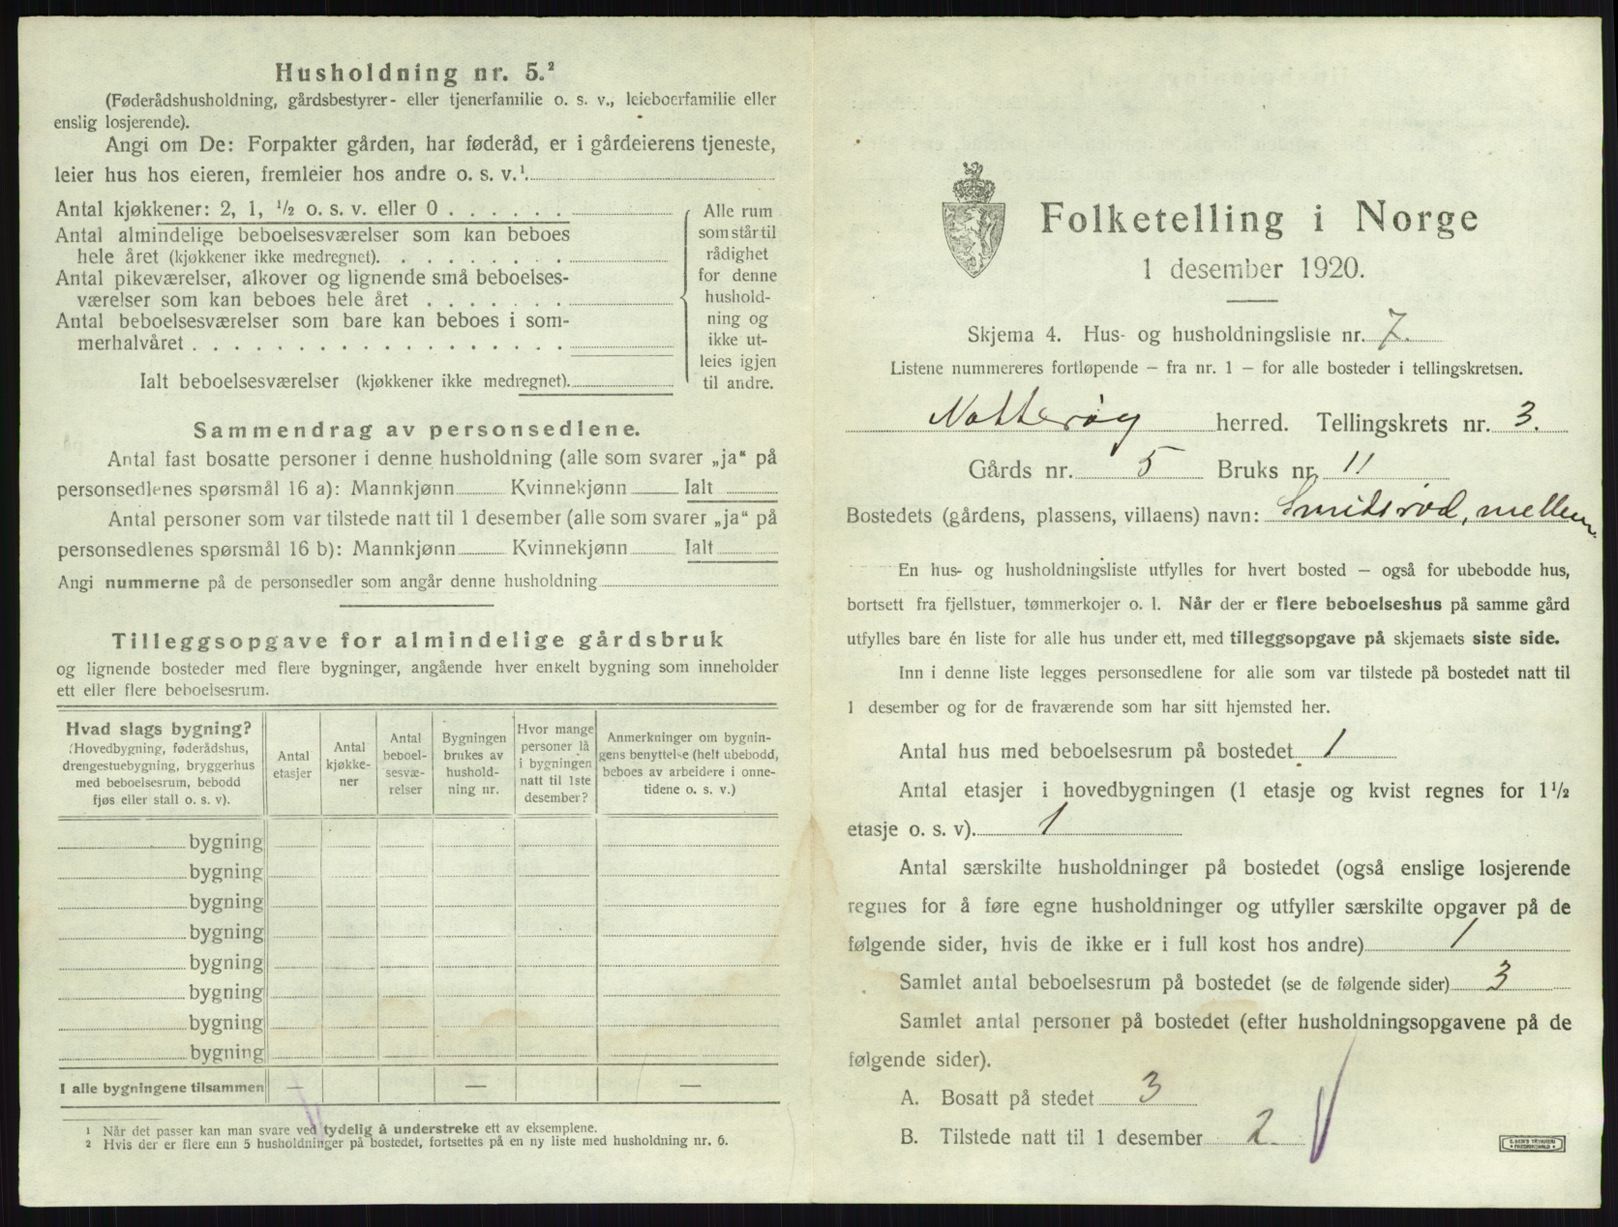 Husholdning nr. 5.²
(Føderådshusholdning, gårdsbestyrer- eller tjenerfamilie o. s. v., leieboerfamilie eller
enslig losjerende).
Angi om De: Forpakter gården, har føderåd, er i gårdeierens tjeneste,
leier hus hos eieren, fremleier hos andre o. s. v.¹
Antal kjøkkener: 2, 1, ½ o. s. v. eller 0
Antal almindelige beboelsesværelser som kan beboes
hele året (kjøkkener ikke medregnet).
Antal pikeværelser, alkover og lignende små beboelses-
værelser som kan beboes hele året
Antal beboelsesværelser som bare kan beboes i som-
merhalvåret
Ialt beboelsesværelser (kjøkkener ikke medregnet).
Alle rum
som står til
rådighet
for denne
hushold-
ning og
ikke ut-
leies igjen
til andre.
Sammendrag av personsedlene.
Antal fast bosatte personer i denne husholdning (alle som svarer „ja“ på
personsedlenes spørsmål 16 a): Mannkjønn Kvinnekjønn Ialt
Antal personer som var tilstede natt til 1 desember (alle som svarer „ja“ på
personsedlenes spørsmål 16 b): Mannkjønn Kvinnekjønn Ialt
Angi nummerne på de personsedler som angår denne husholdning
Tilleggsopgave for almindelige gårdsbruk
og lignende bosteder med flere bygninger, angående hver enkelt bygning som inneholder
ett eller flere beboelsesrum.
Hvad slags bygning?
(Hovedbygning, føderådshus,
drengestuebygning, bryggerhus
med beboelsesrum, bebodd
fjøs eller stall o. s. v).
Antal
etasjer
Antal
kjøkke-
ner
Antal
beboel-
sesvæ-
relser
Bygningen
brukes av
hushold-
ning nr.
Hvor mange
personer lå
i bygningen
natt til 1ste
desember?
Anmerkninger om bygnin-
gens benyttelse (helt ubebodd,
beboes av arbeidere i onne-
tidene o. s. v.)
bygning
bygning
bygning
bygning
bygning
bygning
bygning
bygning
I alle bygningene tilsammen — — —
¹ Når det passer kan man svare ved tydelig å understreke ett av eksemplene.
² Hvis der er flere enn 5 husholdninger på bostedet, fortsettes på en ny liste med husholdning nr. 6.
Folketelling i Norge
1 desember 1920.
Skjema 4. Hus- og husholdningsliste nr. 7.
Listene nummereres fortløpende – fra nr. 1 – for alle bosteder i tellingskretsen.
Nøtterøy herred. Tellingskrets nr. 3.
Gårds nr. 5 Bruks nr. 11
Bostedets (gårdens, plassens, villaens) navn: Smidsrød, mellem.
En hus- og husholdningsliste utfylles for hvert bosted – også for ubebodde hus,
bortsett fra fjellstuer, tømmerkojer o. l. Når der er flere beboelseshus på samme gård
utfylles bare én liste for alle hus under ett, med tilleggsopgave på skjemaets siste side.
Inn i denne liste legges personsedlene for alle som var tilstede på bostedet natt til
1 desember og for de fraværende som har sitt hjemsted her.
Antal hus med beboelsesrum på bostedet 1
Antal etasjer i hovedbygningen (1 etasje og kvist regnes for 1½
etasje o. s. v). 1
Antal særskilte husholdninger på bostedet (også enslige losjerende
regnes for å føre egne husholdninger og utfyller særskilte opgaver på de
følgende sider, hvis de ikke er i full kost hos andre) 1
Samlet antal beboelsesrum på bostedet (se de følgende sider) 3
Samlet antal personer på bostedet (efter husholdningsopgavene på de
følgende sider).
A. Bosatt på stedet 3
B. Tilstede natt til 1 desember 2.